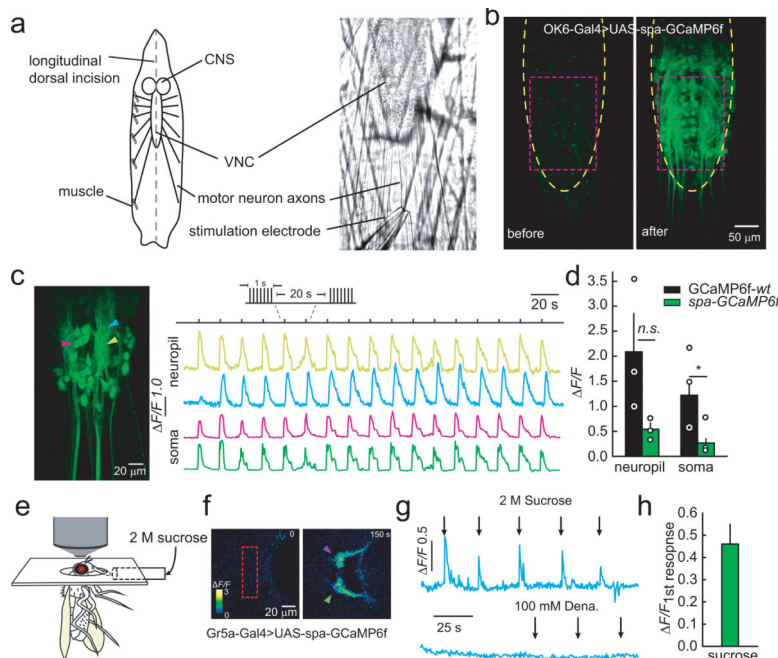 a
longitudinal
dorsal incision
CNS
VNC
muscle
motor neuron axons
stimulation electrode
b
OK6-Gal4>UAS-spa-GCaMP6f
before
after
50 μm
c
1 s
20 s
20 s
neuropil
soma
ΔF/F 1.0
20 μm
d
GCaMP6f-wt
spa-GCaMP6f
3.5
3.0
2.5
2.0
1.5
1.0
0.5
0.0
ΔF/F
n.s.
*
neuropil
soma
e
2 M sucrose
f
0
150 s
ΔF/F
3
0
20
μm
Gr5a-Gal4>UAS-spa-GCaMP6f
g
2 M Sucrose
ΔF/F 0.5
25 s
100 mM Dena.
h
0.6
0.5
0.4
0.3
0.2
0.1
0.0
ΔF/F1st resopnse
sucrose